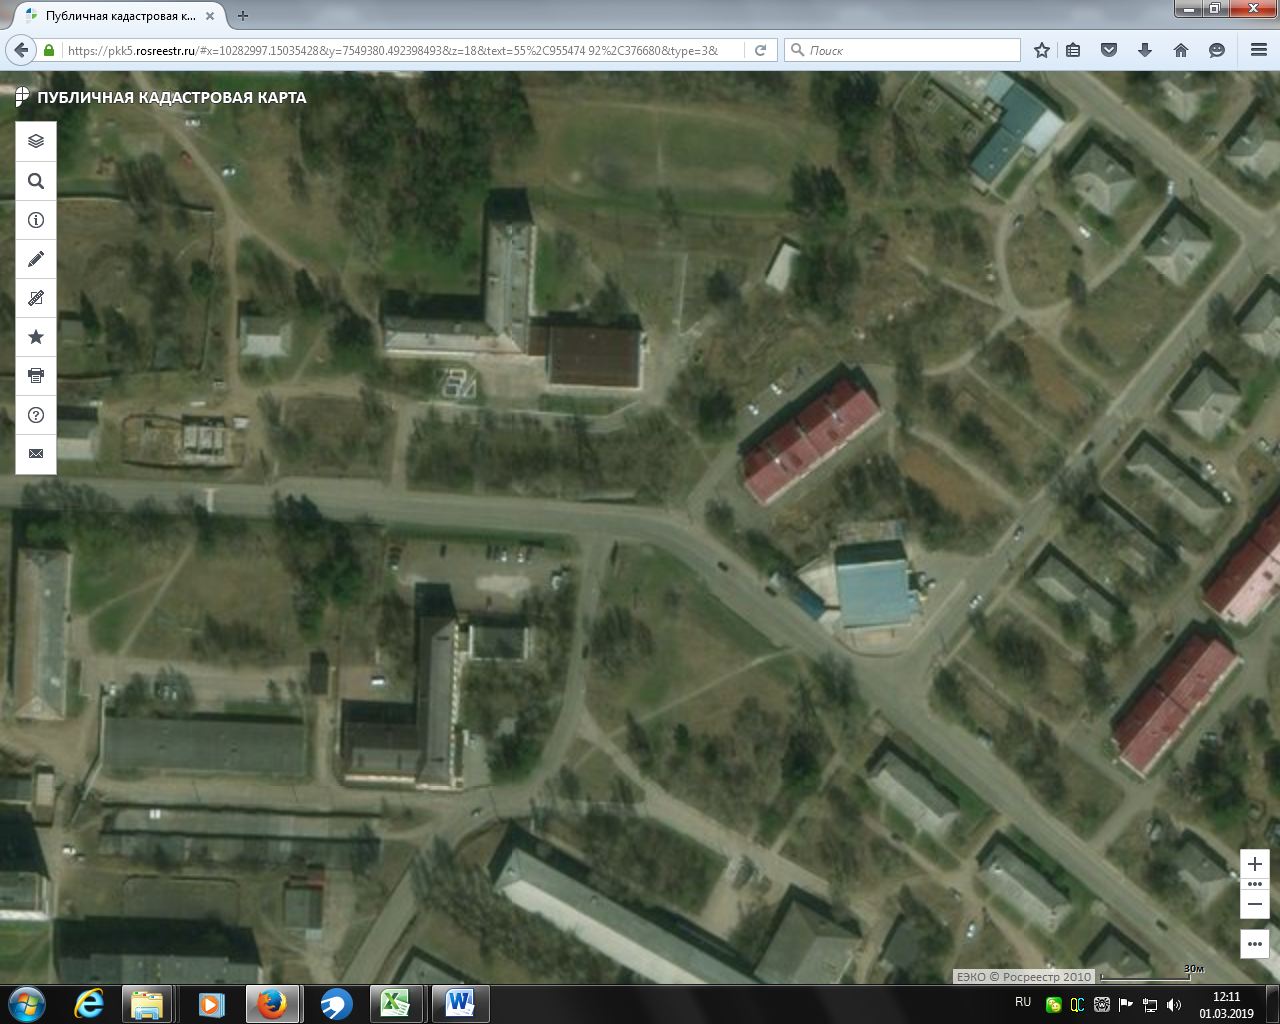 Публичная кадастровая к...
https://pkk5.rosreestr.ru/#x=10282997.15035428&y=7549380.492398493&z=18&text=55%2C955474 92%2C376680&type=3&
Поиск
ПУБЛИЧНАЯ КАДАСТРОВАЯ КАРТА
ЕЭКО © Росреестр 2010
30м
RU
12:11
01.03.2019